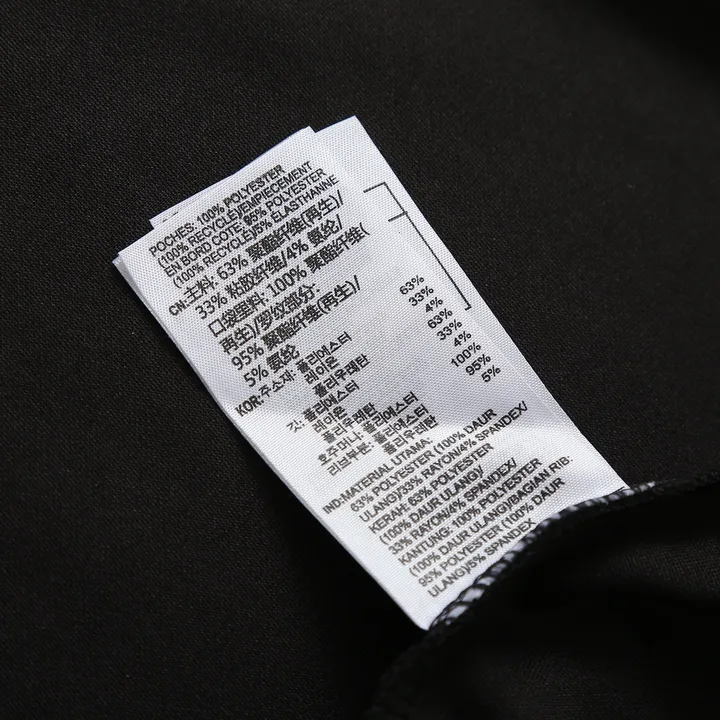 POCHES: 100% POLYESTER
(100% RECYCLÉ)/EMPIECEMENT
EN BORD COTE: 95% POLYESTER
(100% RECYCLE)/5% ÉLASTHANNE
CN:主料: 63% 聚酯纤维(再生)/
33% 粘胶纤维/4% 氨纶/
口袋里料: 100% 聚酯纤维(
再生)/罗纹部分:
95% 聚酯纤维(再生)/
5% 氨纶
KOR:주소재: 폴리에스터 63%
레이온 33%
폴리우레탄 4%
깃: 폴리에스터 63%
레이온 33%
폴리우레탄 4%
호주머니: 폴리에스터 100%
리브부분: 폴리에스터 95%
폴리우레탄 5%
IND:MATERIAL UTAMA:
63% POLYESTER (100% DAUR
ULANG)/33% RAYON/4% SPANDEX/
KERAH: 63% POLYESTER
(100% DAUR ULANG)/
33% RAYON/4% SPANDEX/
KANTUNG: 100% POLYESTER
(100% DAUR ULANG)/BAGIAN RIB:
95% POLYESTER (100% DAUR
ULANG)/5% SPANDEX